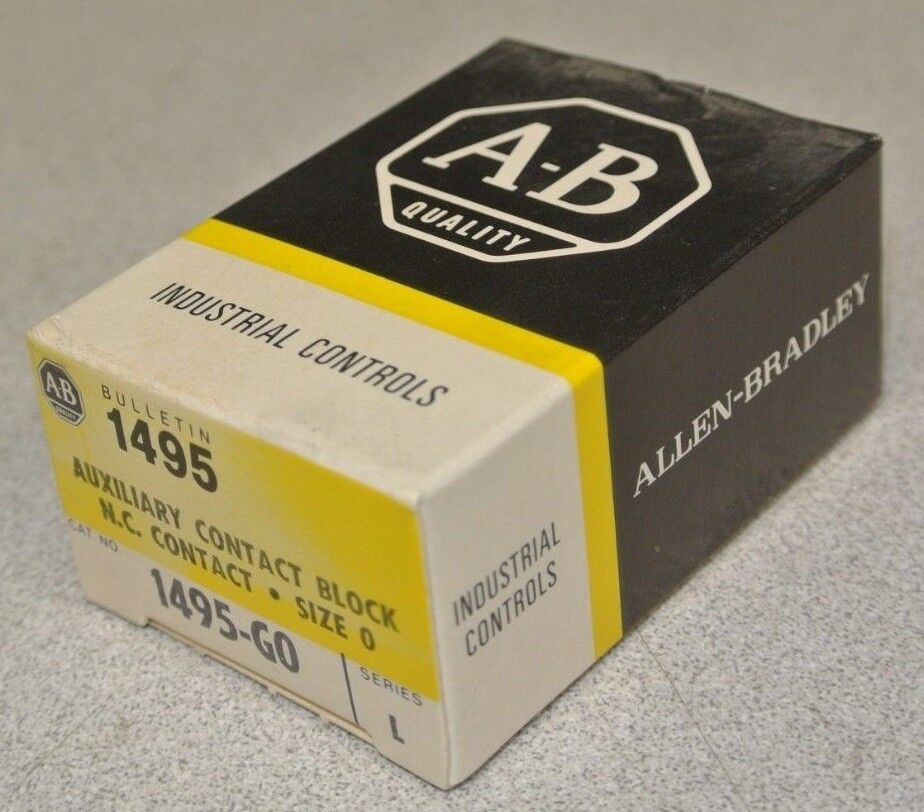 A-B
QUALITY
INDUSTRIAL CONTROLS
ALLEN-BRADLEY
INDUSTRIAL
CONTROLS
A-B
QUALITY
BULLETIN
1495
AUXILIARY CONTACT BLOCK
N.C. CONTACT • SIZE 0
CAT. NO.
1495-G0
SERIES
L